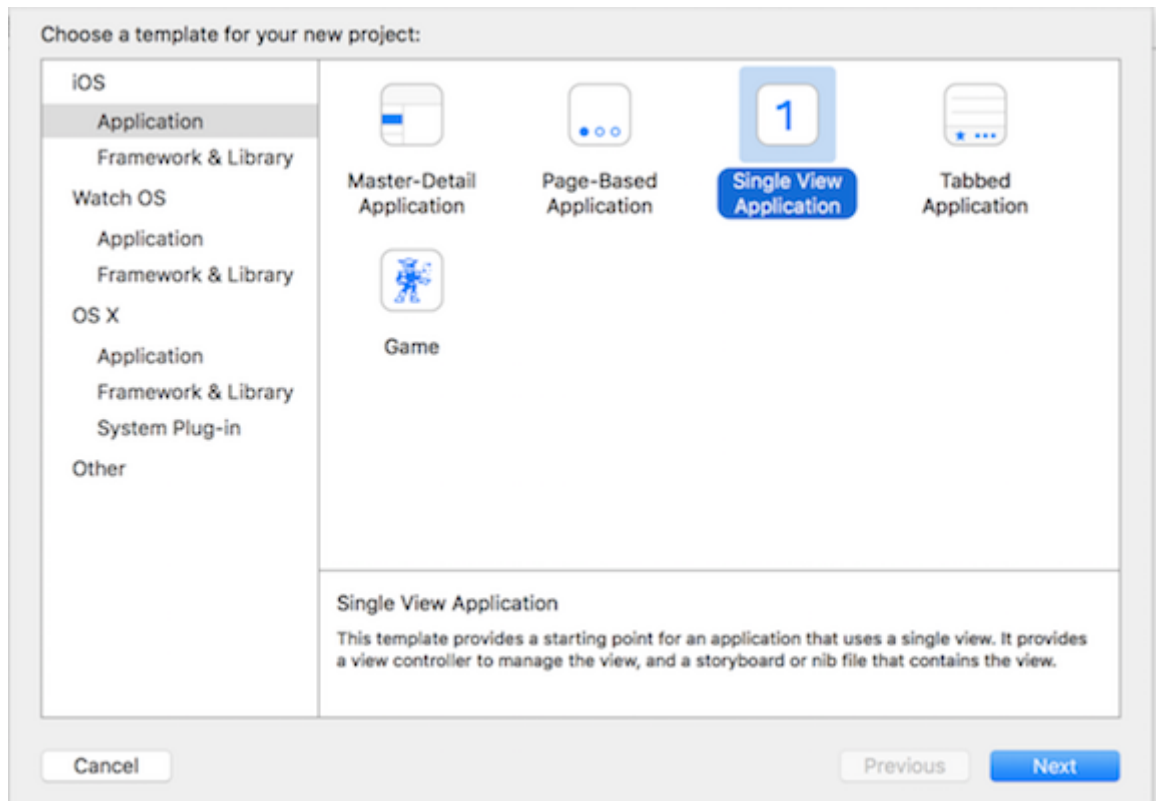 Choose a template for your new project:
iOS
Application
Framework & Library
Watch OS
Application
Framework & Library
OS X
Application
Framework & Library
System Plug-in
Other
Master-Detail
Application
Page-Based
Application
1
Single View
Application
Tabbed
Application
Game
Single View Application
This template provides a starting point for an application that uses a single view. It provides
a view controller to manage the view, and a storyboard or nib file that contains the view.
Cancel
Previous
Next